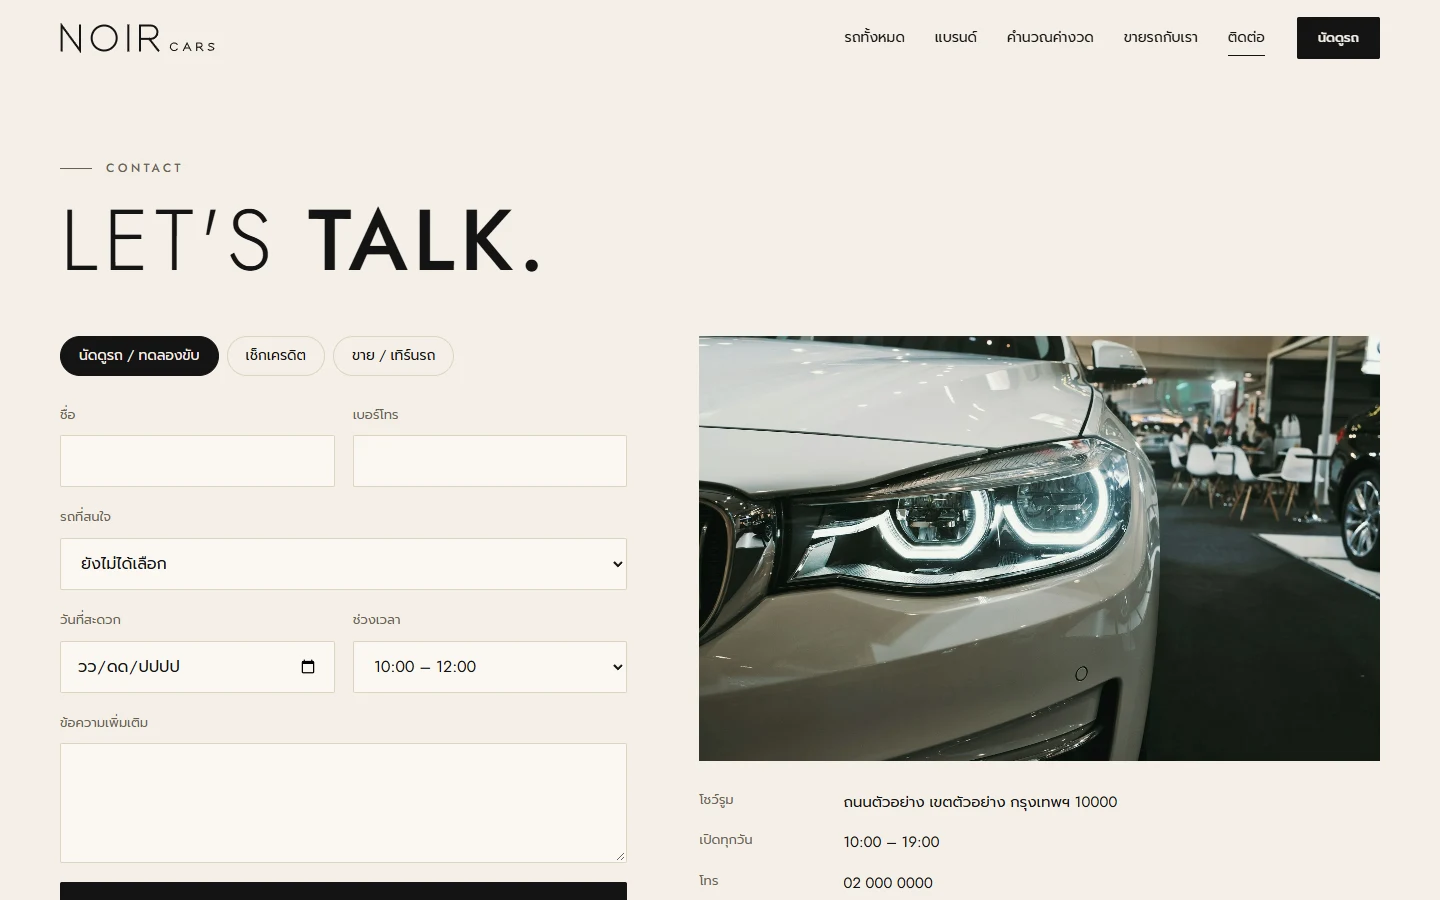 NOIR CARS
รถทั้งหมด
แบรนด์
คำนวณค่างวด
ขายรถกับเรา
ติดต่อ
นัดดูรถ
CONTACT
LET'S TALK.
นัดดูรถ / ทดลองขับ
เช็กเครดิต
ขาย / เทิร์นรถ
ชื่อ
เบอร์โทร
รถที่สนใจ
ยังไม่ได้เลือก
วันที่สะดวก
ช่วงเวลา
วว/ดด/ปปปป
10:00 – 12:00
ข้อความเพิ่มเติม
โชว์รูม
ถนนตัวอย่าง เขตตัวอย่าง กรุงเทพฯ 10000
เปิดทุกวัน
10:00 – 19:00
โทร
02 000 0000